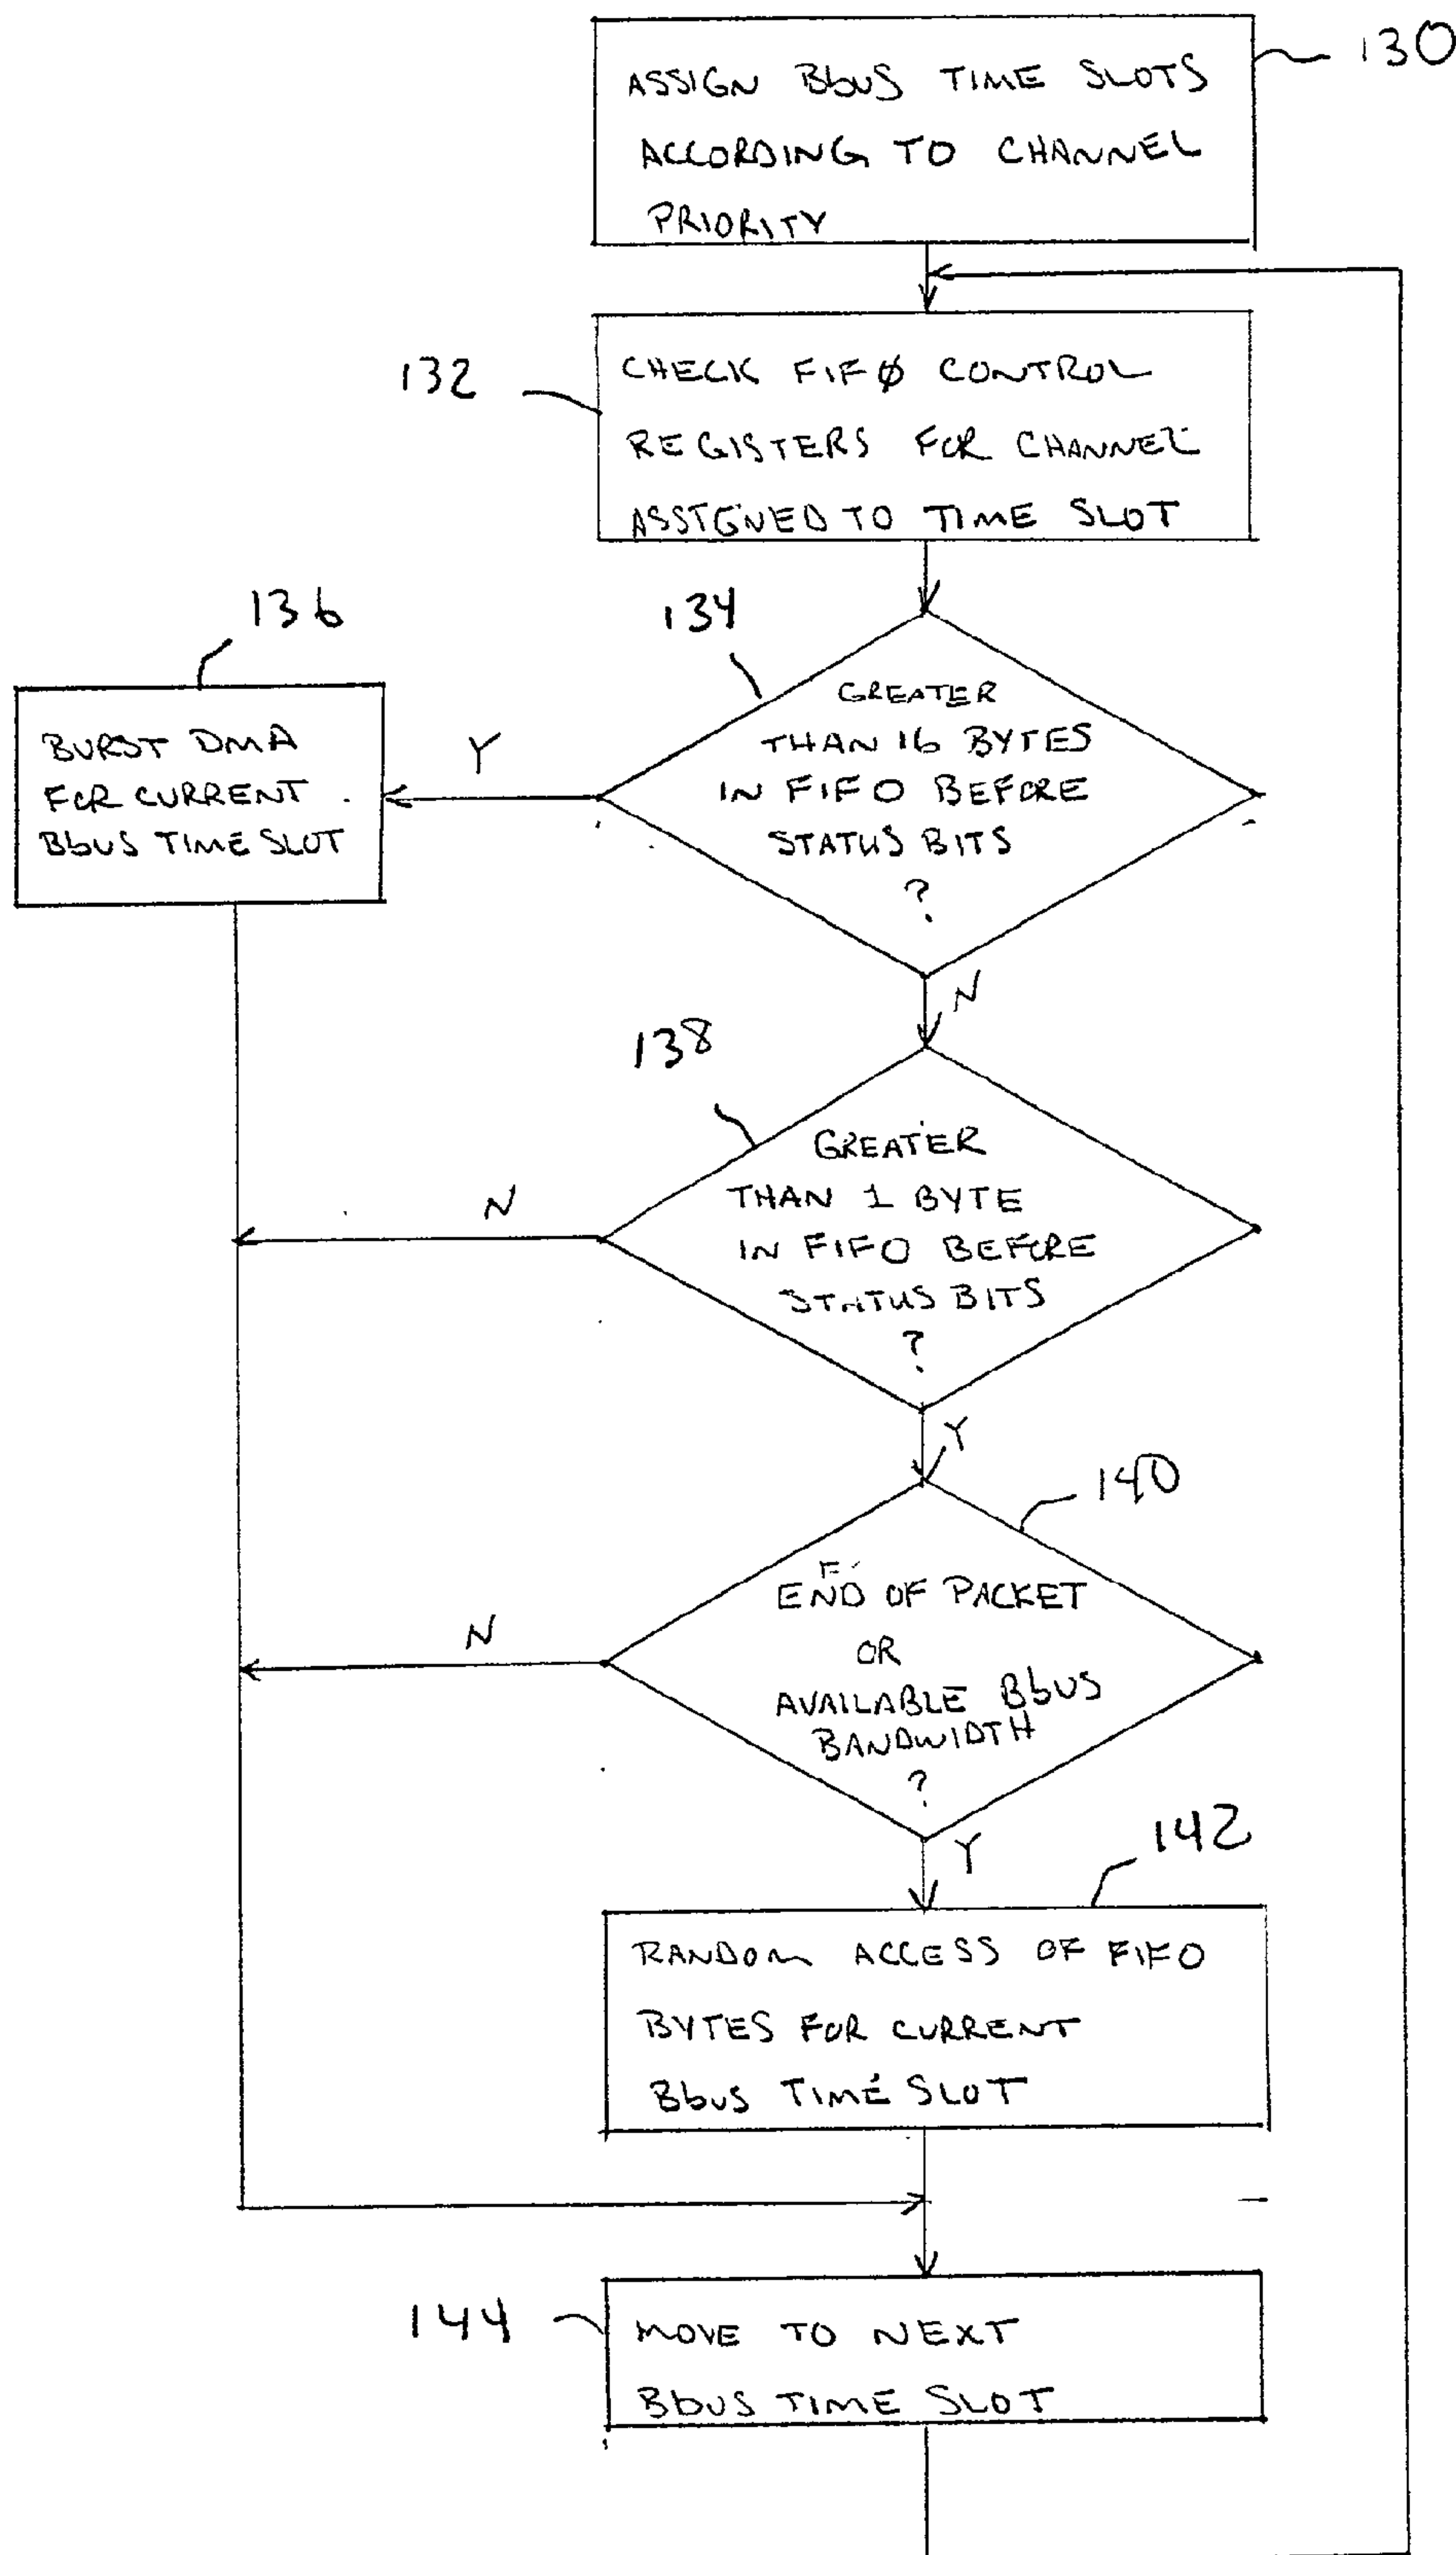 130
ASSIGN Bbus TIME SLOTS
ACCORDING TO CHANNEL
PRIORITY
132
CHECK FIFØ CONTROL
REGISTERS FOR CHANNEL
ASSIGNED TO TIME SLOT
136
134
BURST DMA
FOR CURRENT
Bbus TIME SLOT
Y
GREATER
THAN 16 BYTES
IN FIFO BEFORE
STATUS BITS
?
N
138
GREATER
THAN 1 BYTE
IN FIFO BEFORE
STATUS BITS
?
N
Y
140
END OF PACKET
OR
AVAILABLE Bbus
BANDWIDTH
?
N
Y
142
RANDOM ACCESS OF FIFO
BYTES FOR CURRENT
Bbus TIME SLOT
144
MOVE TO NEXT
Bbus TIME SLOT